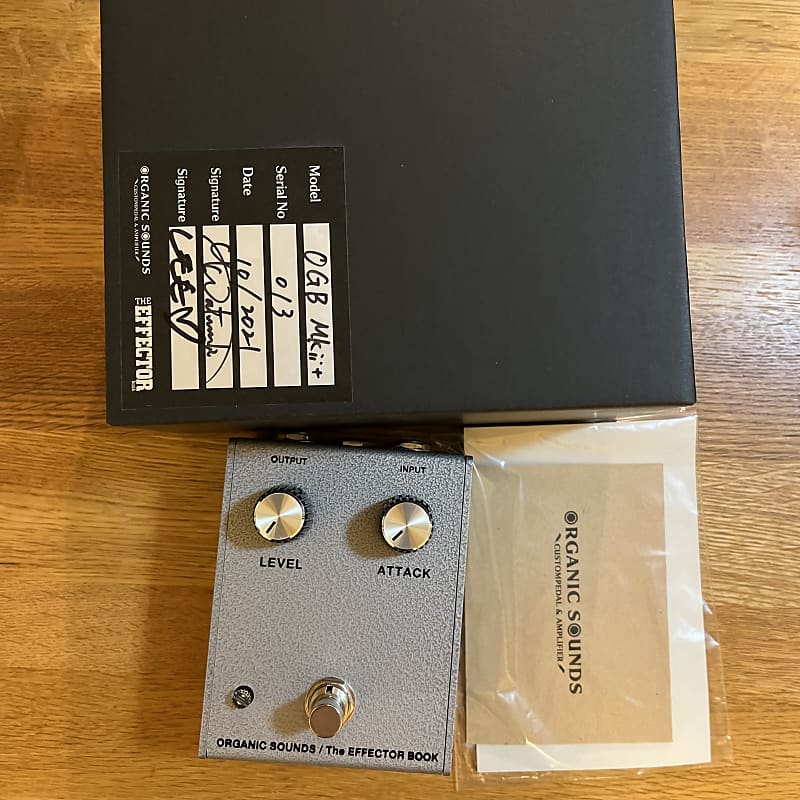 Model OGB Mkii+
Serial No 013
Date 10/2021
Signature
Signature
ORGANIC SOUNDS
CUSTOMPEDAL & AMPLIFIER
THE EFFECTOR BOOK
OUTPUT
INPUT
LEVEL
ATTACK
ORGANIC SOUNDS / The EFFECTOR BOOK
ORGANIC SOUNDS
CUSTOMPEDAL & AMPLIFIER